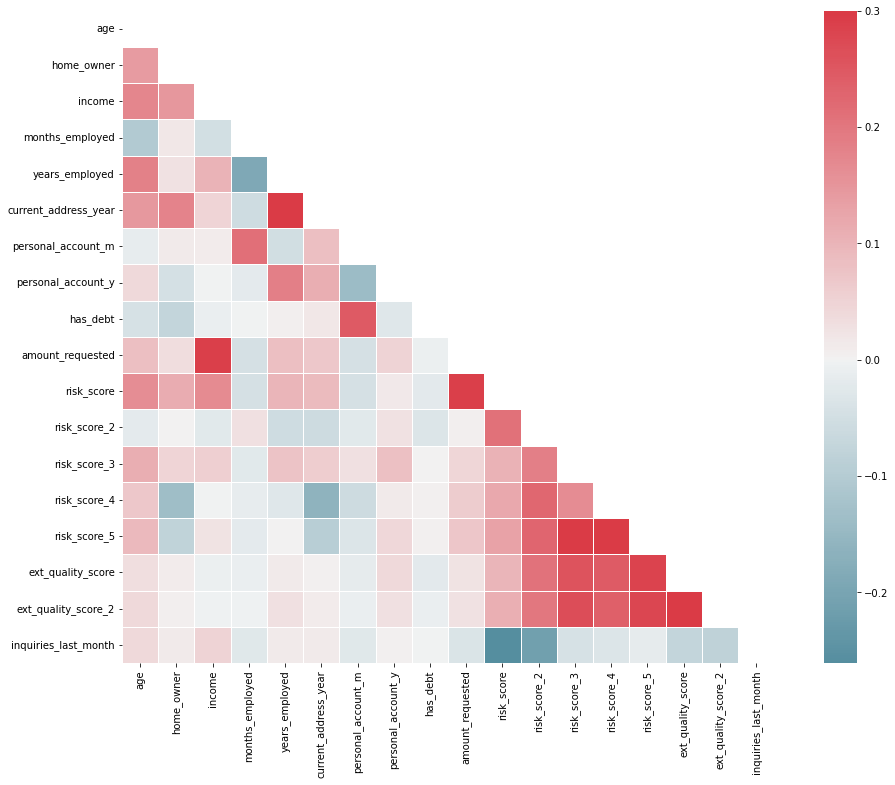 age
home_owner
income
months_employed
years_employed
current_address_year
personal_account_m
personal_account_y
has_debt
amount_requested
risk_score
risk_score_2
risk_score_3
risk_score_4
risk_score_5
ext_quality_score
ext_quality_score_2
inquiries_last_month
age
home_owner
income
months_employed
years_employed
current_address_year
personal_account_m
personal_account_y
has_debt
amount_requested
risk_score
risk_score_2
risk_score_3
risk_score_4
risk_score_5
ext_quality_score
ext_quality_score_2
inquiries_last_month
0.3
0.2
0.1
0.0
−0.1
−0.2